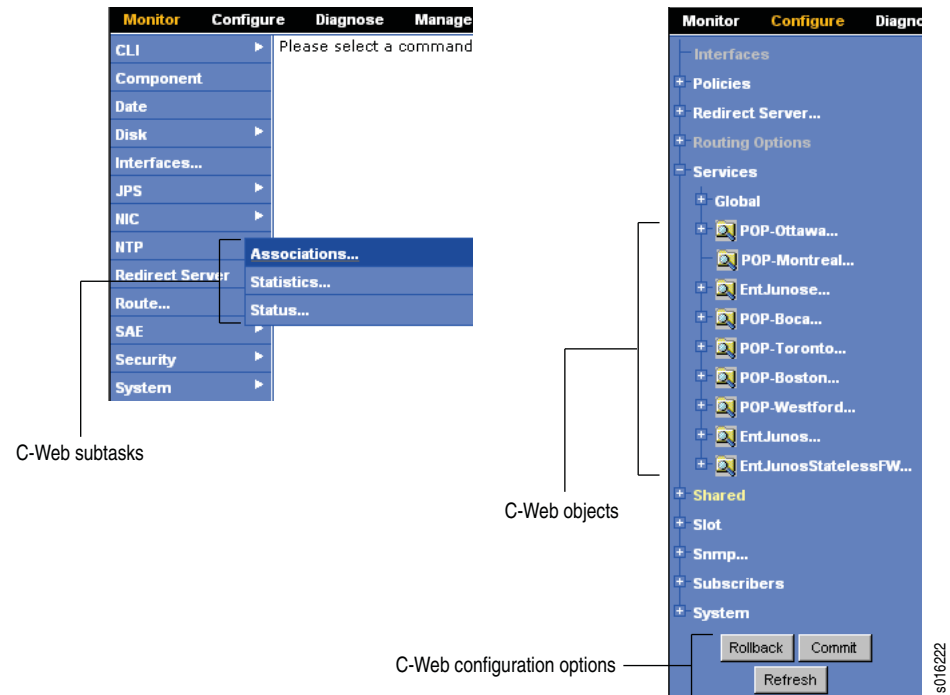 Monitor Configure Diagnose Manage
CLI
Please select a command
Component
Date
Disk
Interfaces...
JPS
NIC
NTP
Redirect Server
Route...
SAE
Security
System
Associations...
Statistics...
Status...
C-Web subtasks
Monitor Configure Diagno
Interfaces
Policies
Redirect Server...
Routing Options
Services
Global
POP-Ottawa...
POP-Montreal...
EntJunose...
POP-Boca...
POP-Toronto...
POP-Boston...
POP-Westford...
EntJunos...
EntJunosStatelessFW...
C-Web objects
Shared
Slot
Snmp...
Subscribers
System
Rollback Commit
Refresh
C-Web configuration options
s016222